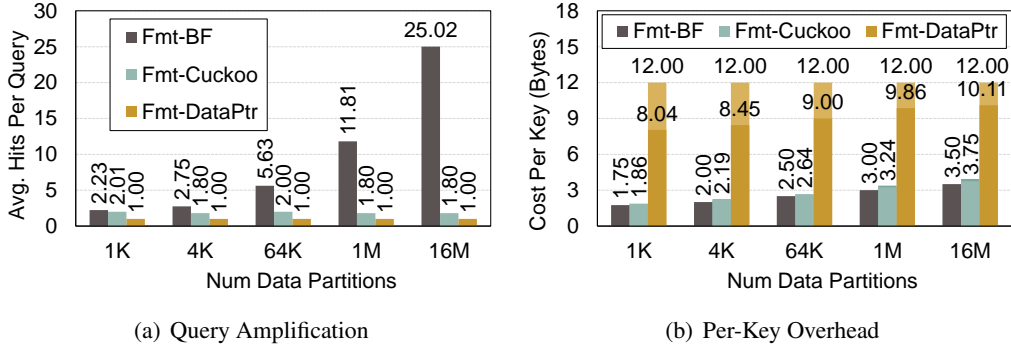 Avg. Hits Per Query
30
25
20
15
10
5
0
Fmt-BF
Fmt-Cuckoo
Fmt-DataPtr
2.23
2.01
1.00
2.75
1.80
1.00
5.63
2.00
1.00
11.81
1.80
1.00
25.02
1.80
1.00
1K 4K 64K 1M 16M
Num Data Partitions
(a) Query Amplification
Cost Per Key (Bytes)
18
15
12
9
6
3
0
Fmt-BF Fmt-Cuckoo Fmt-DataPtr
12.00 12.00 12.00 12.00 12.00
8.04 8.45 9.00 9.86 10.11
1.75
1.86
2.00
2.19
2.50
2.64
3.00
3.24
3.50
3.75
1K 4K 64K 1M 16M
Num Data Partitions
(b) Per-Key Overhead